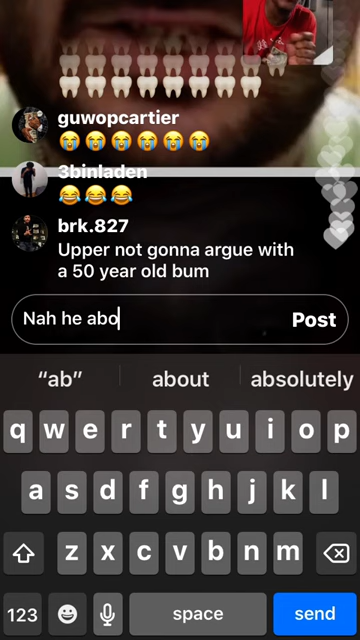 guwopcartier
😭😭😭😭😭😭
3binladen
😂😂😂
brk.827
Upper not gonna argue with
a 50 year old bum
Nah he abo
Post
“ab” about absolutely
q w e r t y u i o p
a s d f g h j k l
z x c v b n m
123 space send